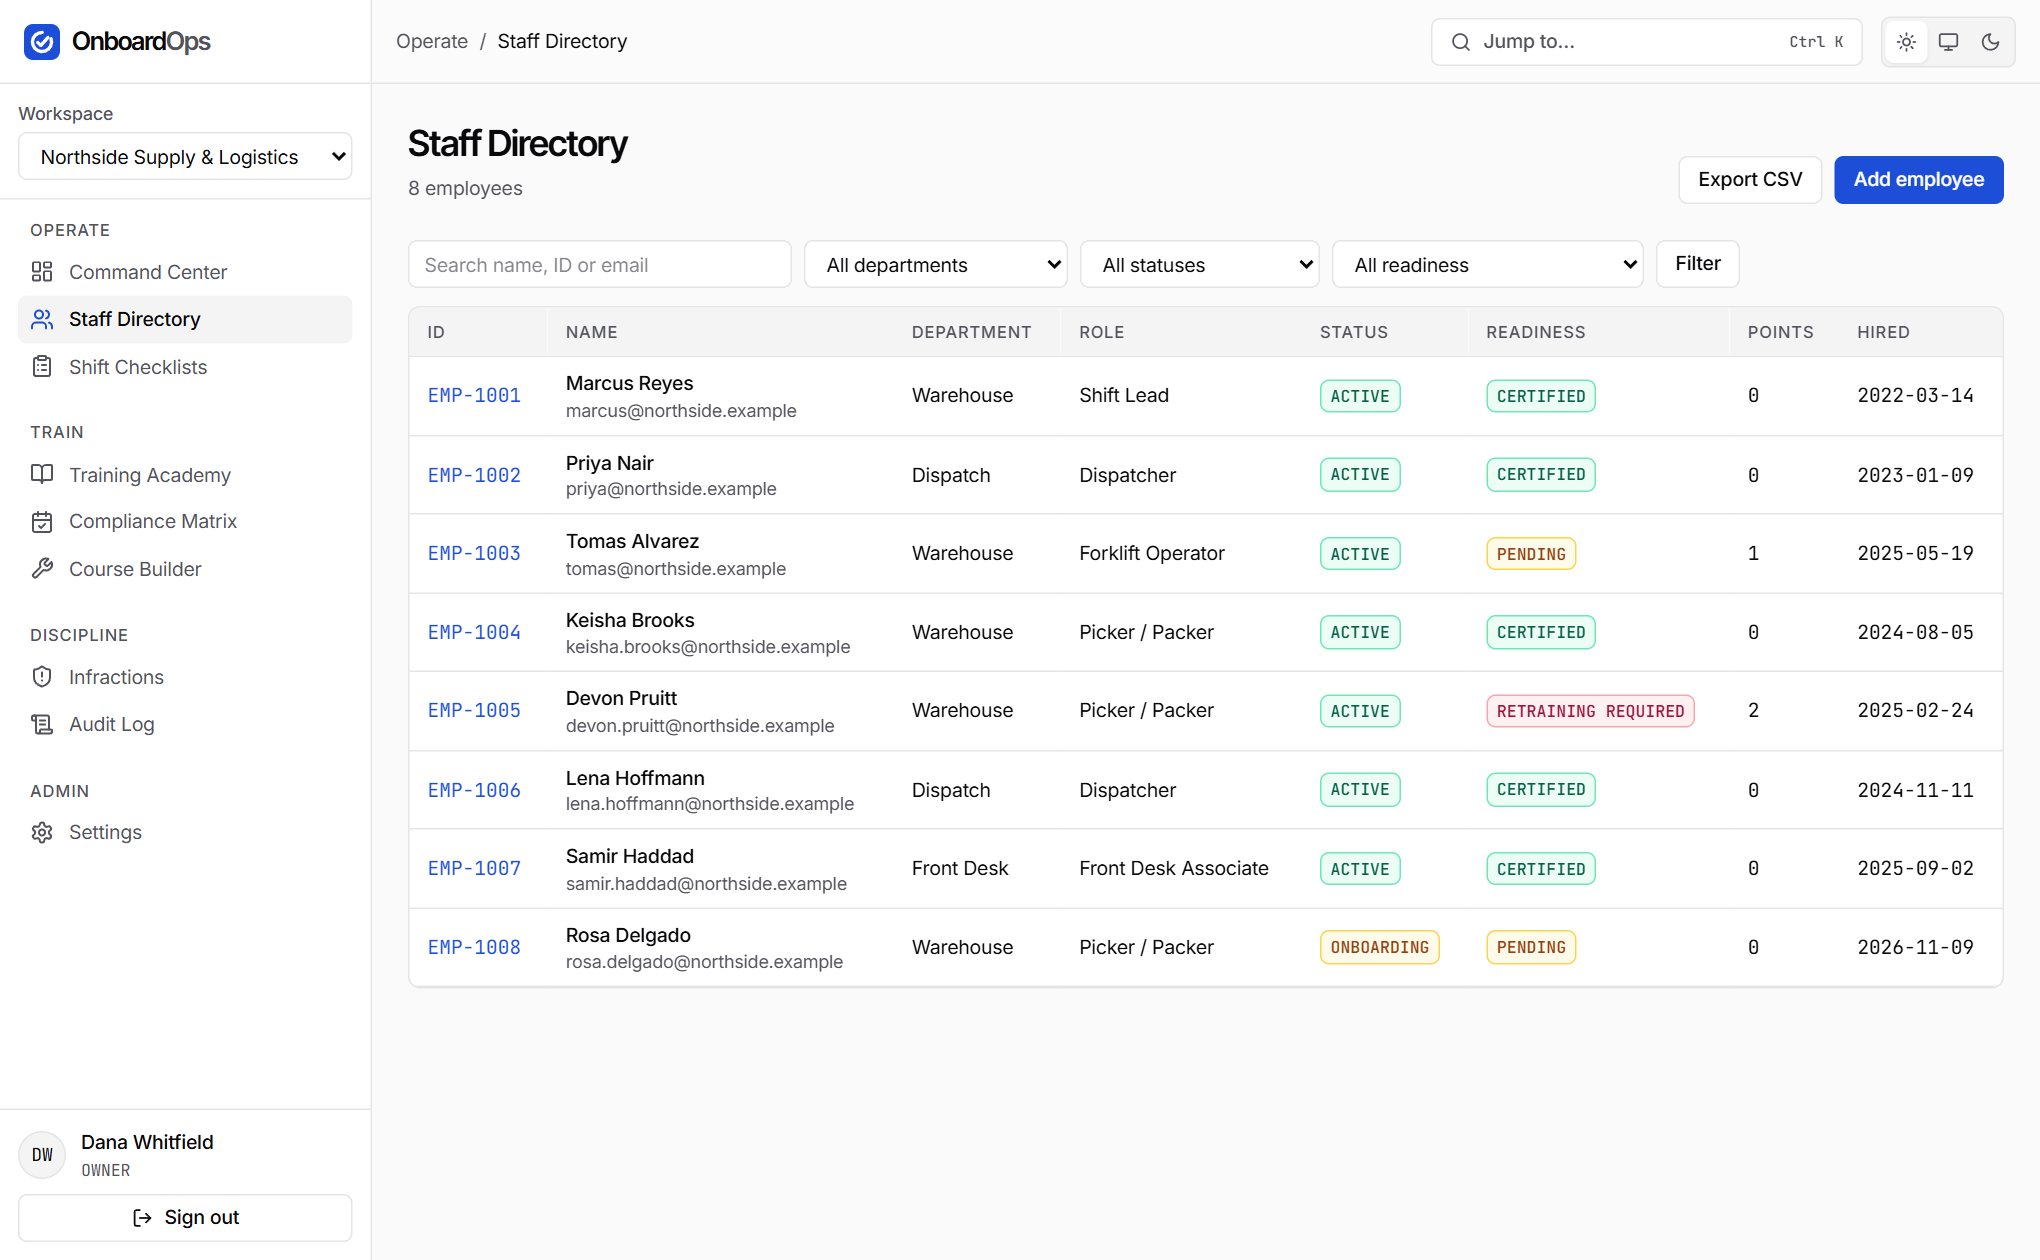 OnboardOps
Operate / Staff Directory
Jump to... Ctrl K
Workspace
Northside Supply & Logistics
OPERATE
Command Center
Staff Directory
Shift Checklists
TRAIN
Training Academy
Compliance Matrix
Course Builder
DISCIPLINE
Infractions
Audit Log
ADMIN
Settings
DW
Dana Whitfield
OWNER
Sign out
Staff Directory
8 employees
Export CSV
Add employee
Search name, ID or email
All departments
All statuses
All readiness
Filter
ID NAME DEPARTMENT ROLE STATUS READINESS POINTS HIRED
EMP-1001 Marcus Reyes Warehouse Shift Lead ACTIVE CERTIFIED 0 2022-03-14
marcus@northside.example
EMP-1002 Priya Nair Dispatch Dispatcher ACTIVE CERTIFIED 0 2023-01-09
priya@northside.example
EMP-1003 Tomas Alvarez Warehouse Forklift Operator ACTIVE PENDING 1 2025-05-19
tomas@northside.example
EMP-1004 Keisha Brooks Warehouse Picker / Packer ACTIVE CERTIFIED 0 2024-08-05
keisha.brooks@northside.example
EMP-1005 Devon Pruitt Warehouse Picker / Packer ACTIVE RETRAINING REQUIRED 2 2025-02-24
devon.pruitt@northside.example
EMP-1006 Lena Hoffmann Dispatch Dispatcher ACTIVE CERTIFIED 0 2024-11-11
lena.hoffmann@northside.example
EMP-1007 Samir Haddad Front Desk Front Desk Associate ACTIVE CERTIFIED 0 2025-09-02
samir.haddad@northside.example
EMP-1008 Rosa Delgado Warehouse Picker / Packer ONBOARDING PENDING 0 2026-11-09
rosa.delgado@northside.example